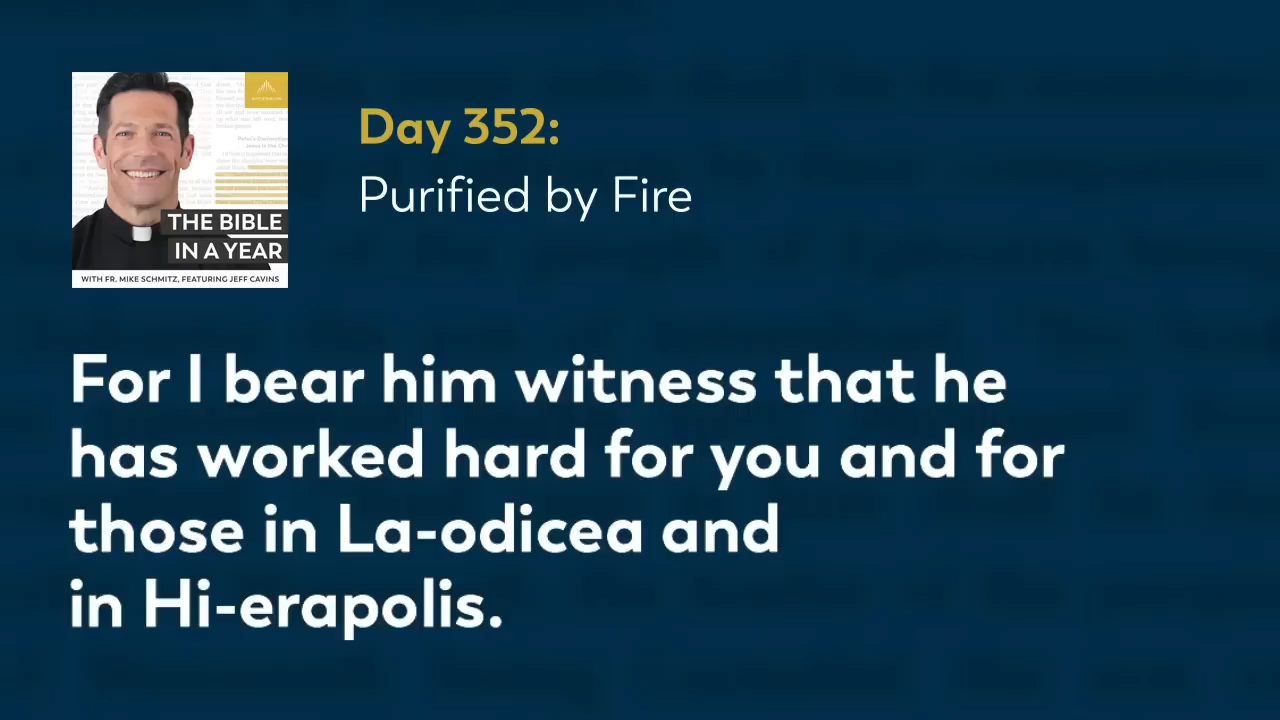 THE BIBLE
IN A YEAR
WITH FR. MIKE SCHMITZ, FEATURING JEFF CAVINS
Day 352:
Purified by Fire
For I bear him witness that he
has worked hard for you and for
those in La-odicea and
in Hi-erapolis.